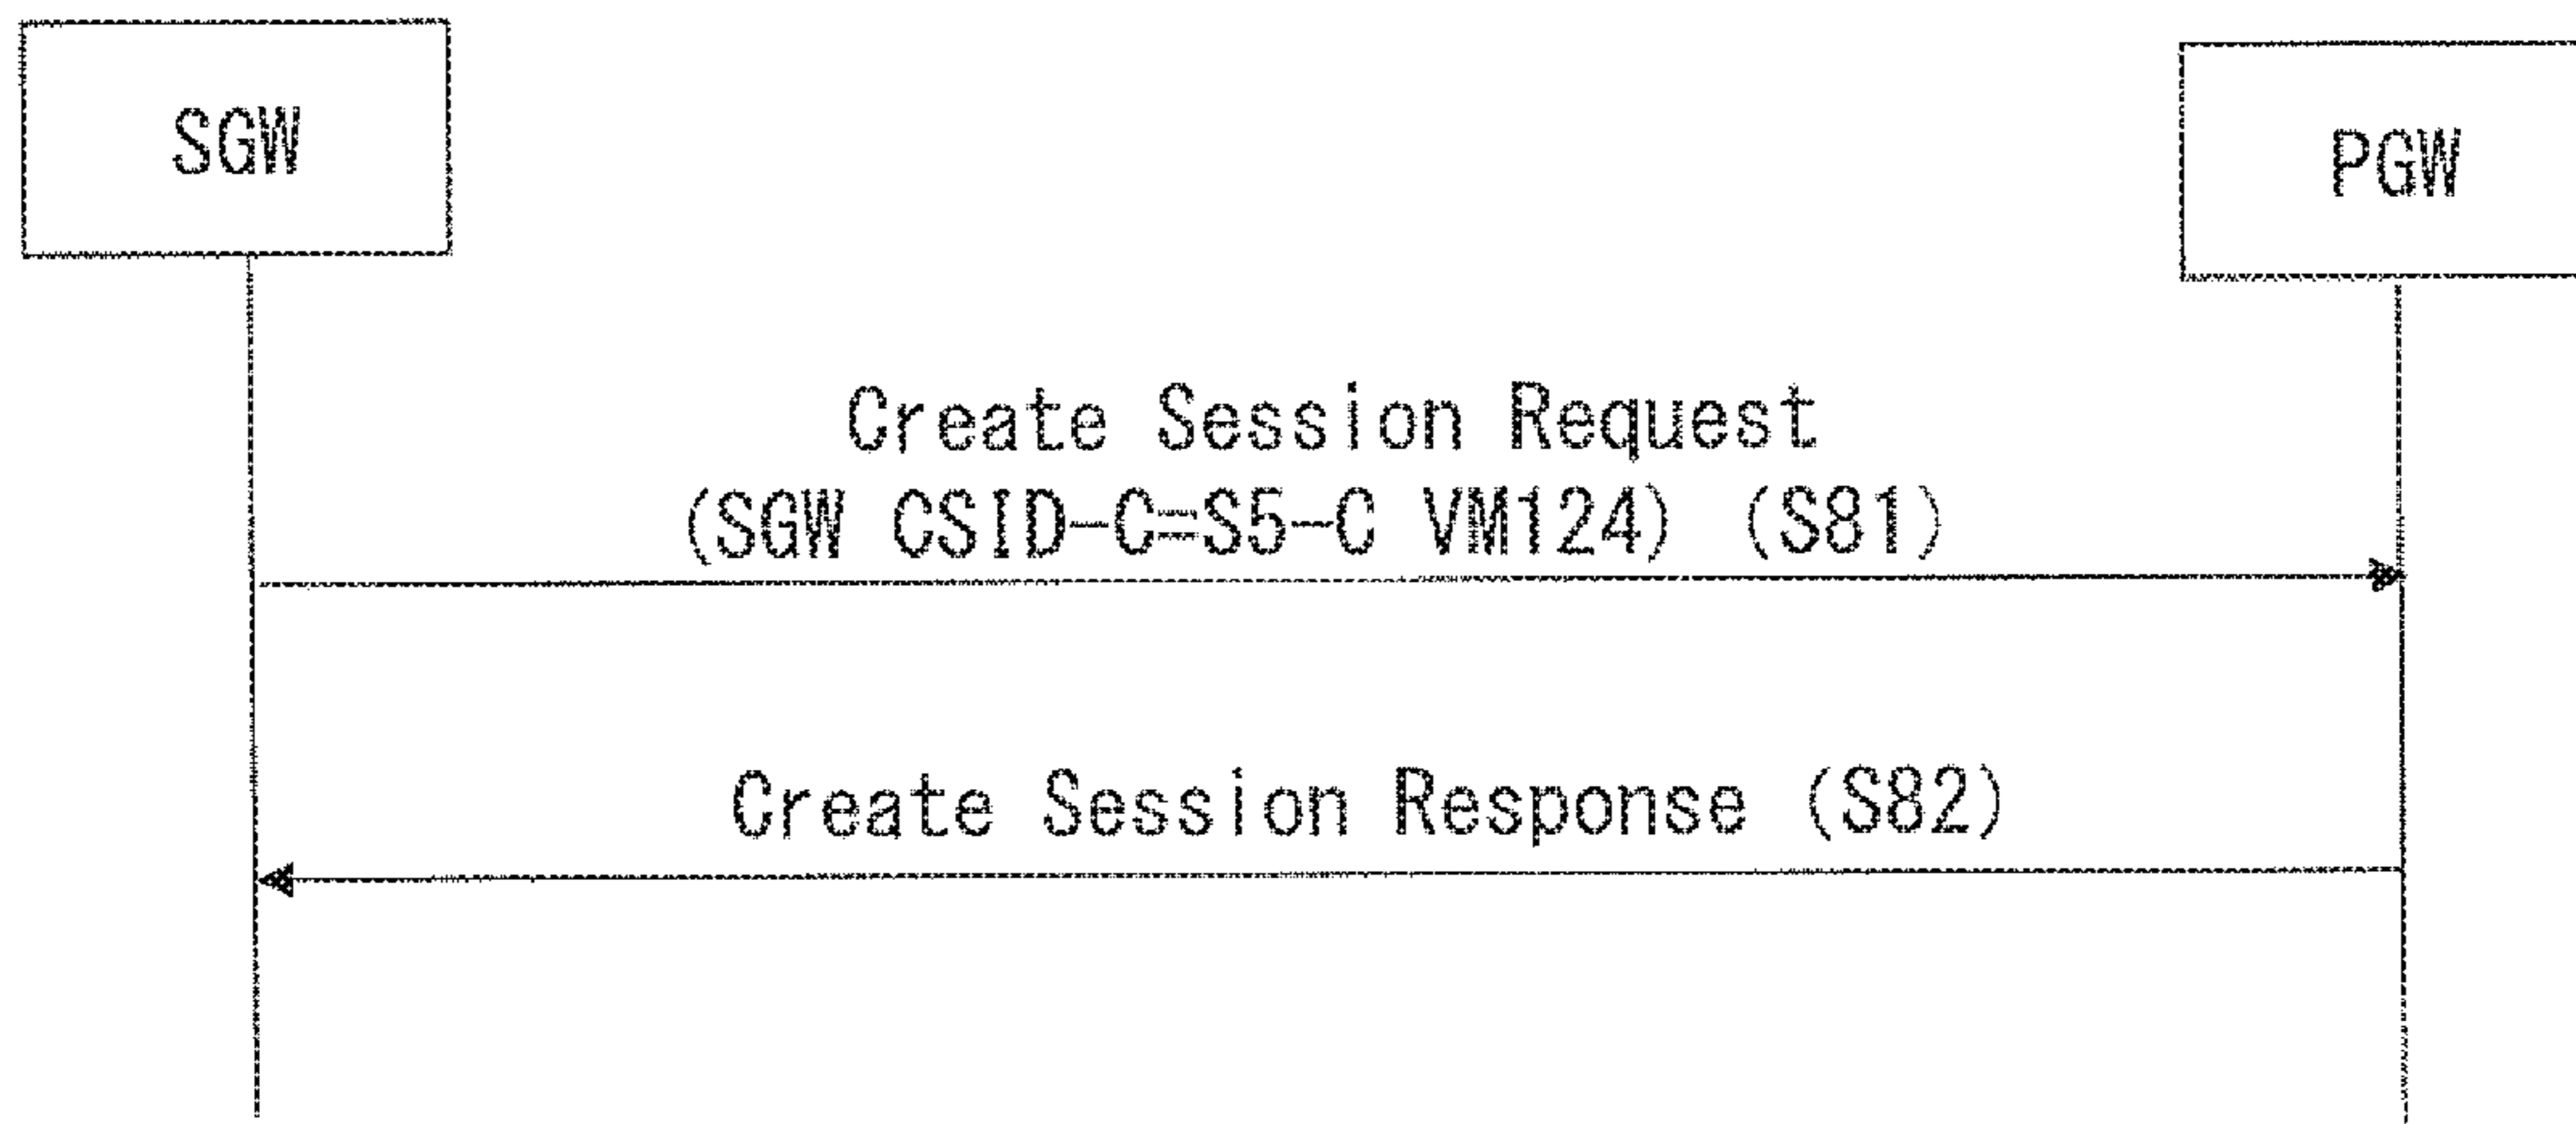 SGW
PGW
Create Session Request
(SGW CSID-C=S5-C VM124) (S81)
Create Session Response (S82)